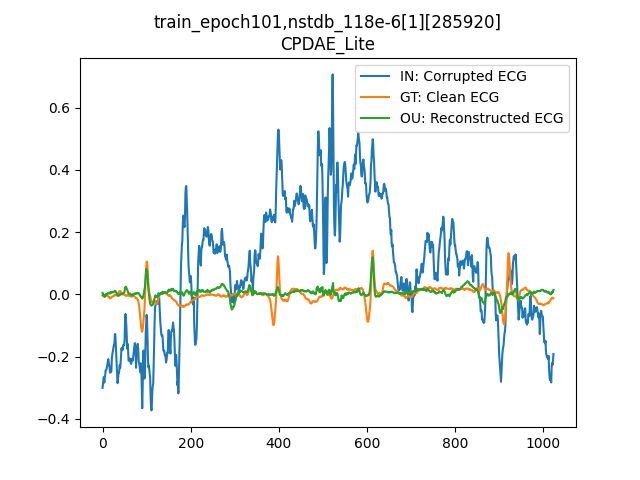 train_epoch101,nstdb_118e-6[1][285920]
CPDAE_Lite
IN: Corrupted ECG
GT: Clean ECG
OU: Reconstructed ECG
0.6
0.4
0.2
0.0
−0.2
−0.4
0 200 400 600 800 1000